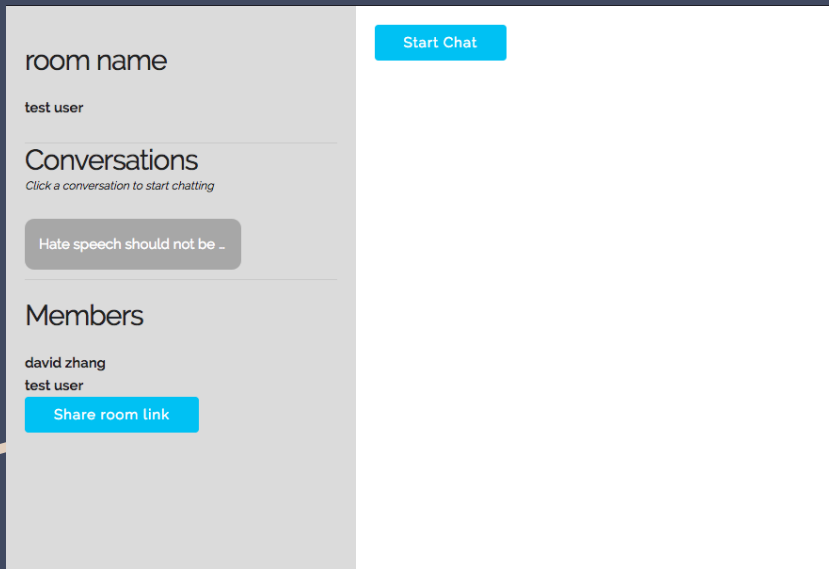 room name
test user
Conversations
Click a conversation to start chatting
Hate speech should not be ...
Members
david zhang
test user
Share room link
Start Chat